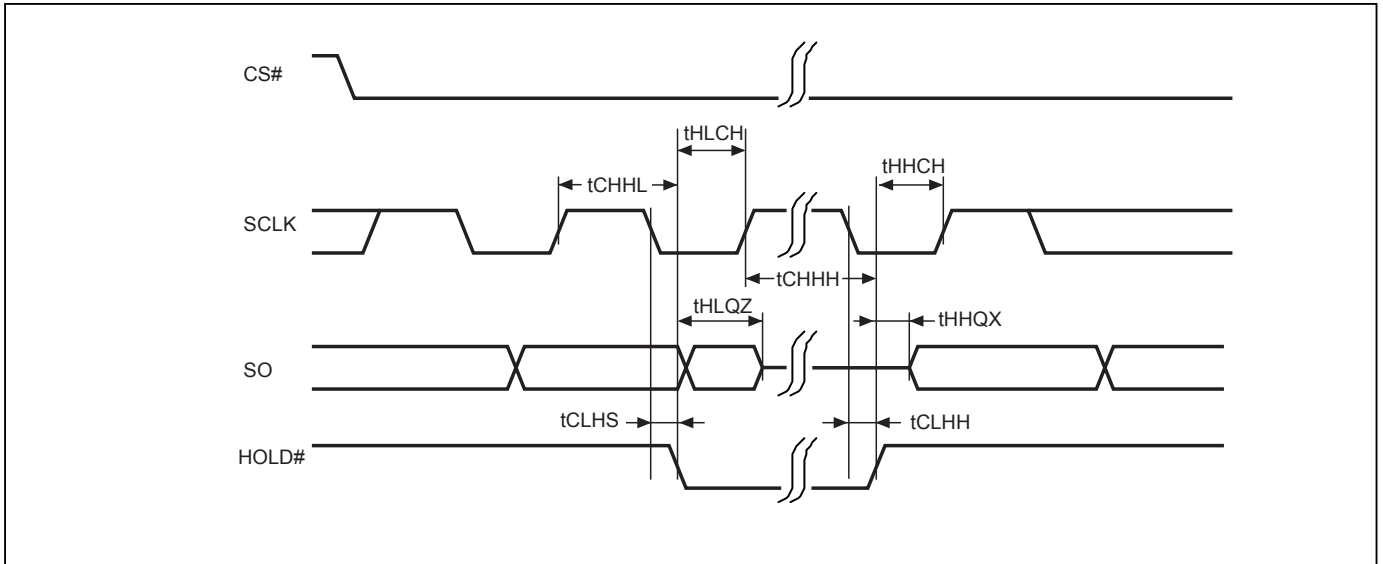 CS#
tHLCH
tHHCH
tCHHL
SCLK
tCHHH
tHLQZ
tHHQX
SO
tCLHS
tCLHH
HOLD#